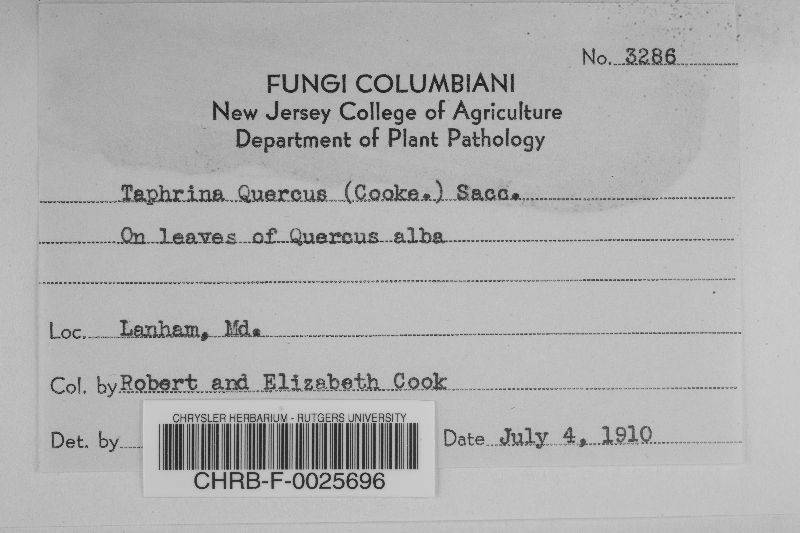 No. 3286
FUNGI COLUMBIANI
New Jersey College of Agriculture
Department of Plant Pathology
Taphrina Quercus (Cooke.) Sacc.
On leaves of Quercus alba
Loc. Lanham, Md.
Col. by Robert and Elizabeth Cook
Det. by
Date July 4, 1910
CHRYSLER HERBARIUM - RUTGERS UNIVERSITY
CHRB-F-0025696